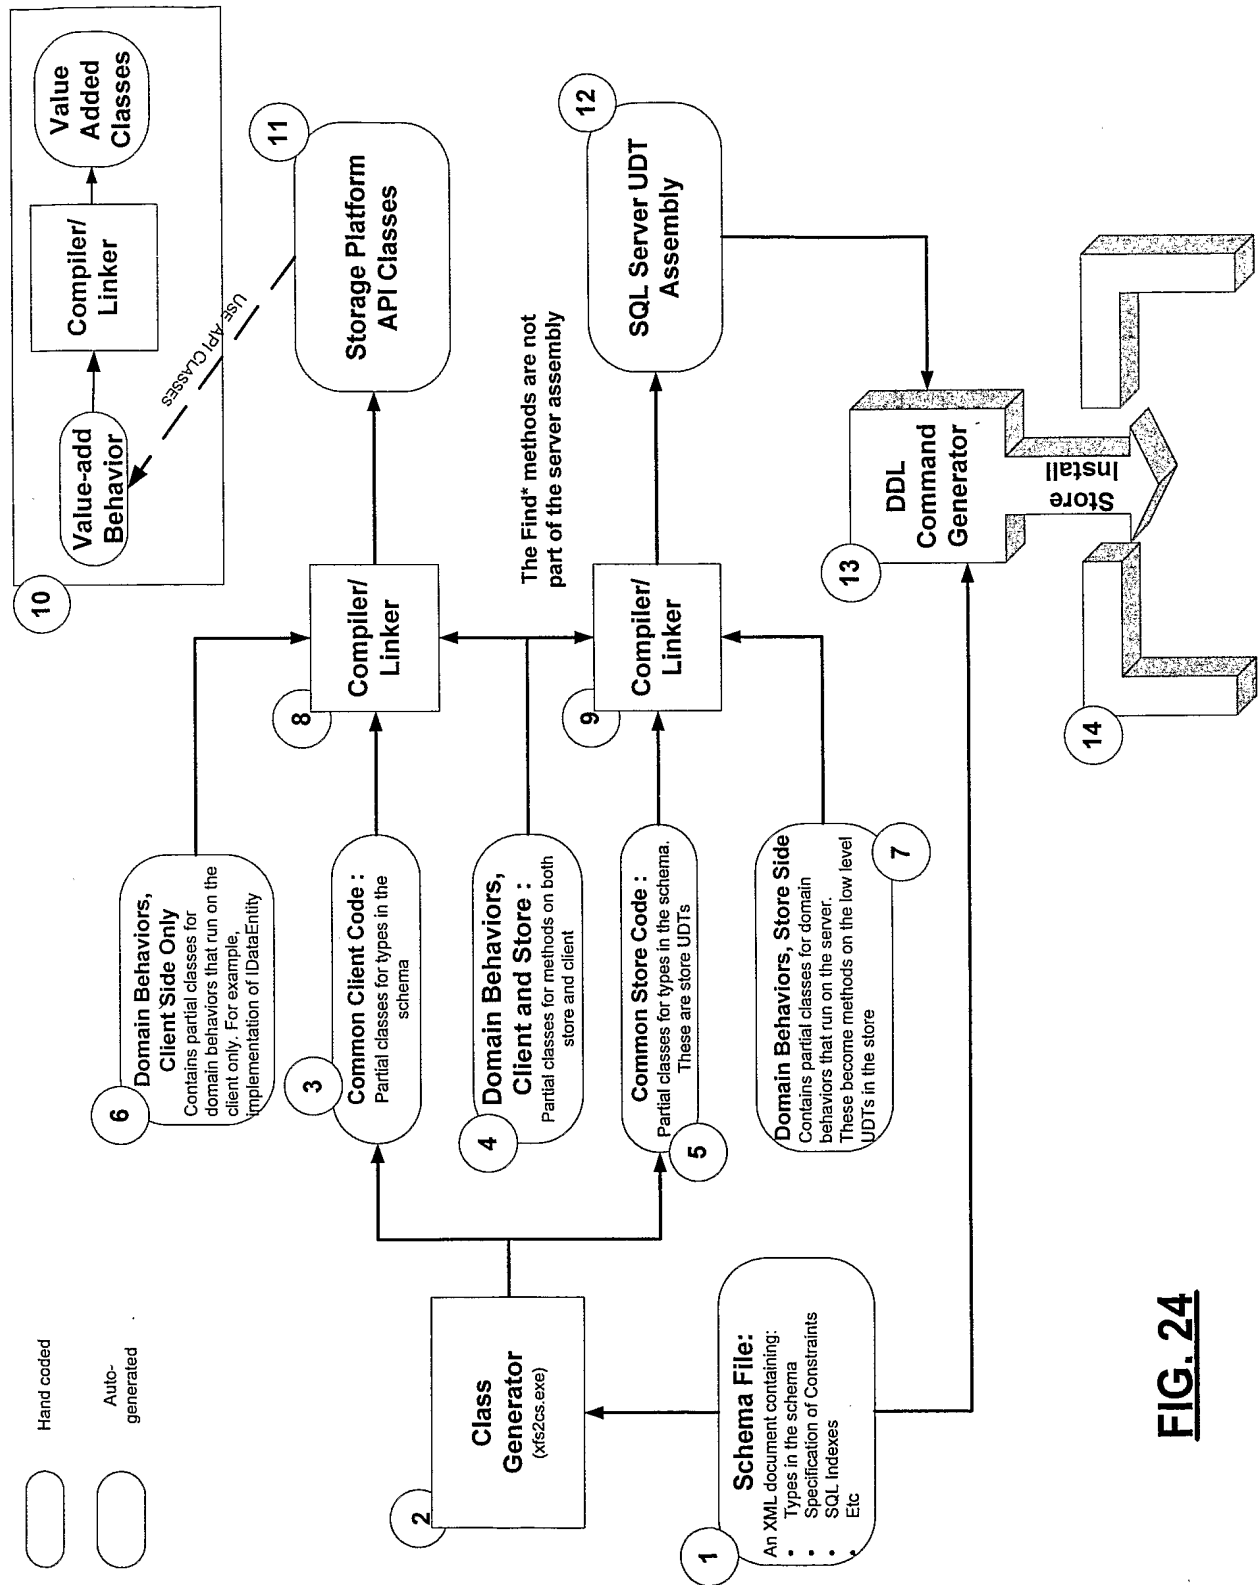 Hand coded
Auto-
generated
10
Value-add
Behavior
Compiler/
Linker
Value
Added
Classes
USE API CLASSES
6
Domain Behaviors,
Client Side Only
Contains partial classes for
domain behaviors that run on the
client only. For example,
implementation of IDataEntity
8
Compiler/
Linker
11
Storage Platform
API Classes
3
Common Client Code :
Partial classes for types in the
schema
2
Class
Generator
(xfs2cs.exe)
4
Domain Behaviors,
Client and Store :
Partial classes for methods on both
store and client
The Find* methods are not
part of the server assembly
9
Compiler/
Linker
12
SQL Server UDT
Assembly
5
Common Store Code :
Partial classes for types in the schema.
These are store UDTs
1
Schema File:
An XML document containing:
• Types in the schema
• Specification of Constraints
• SQL Indexes
• Etc
7
Domain Behaviors, Store Side
Contains partial classes for domain
behaviors that run on the server.
These become methods on the low level
UDTs in the store
13
DDL
Command
Generator
Store
Install
14
FIG. 24